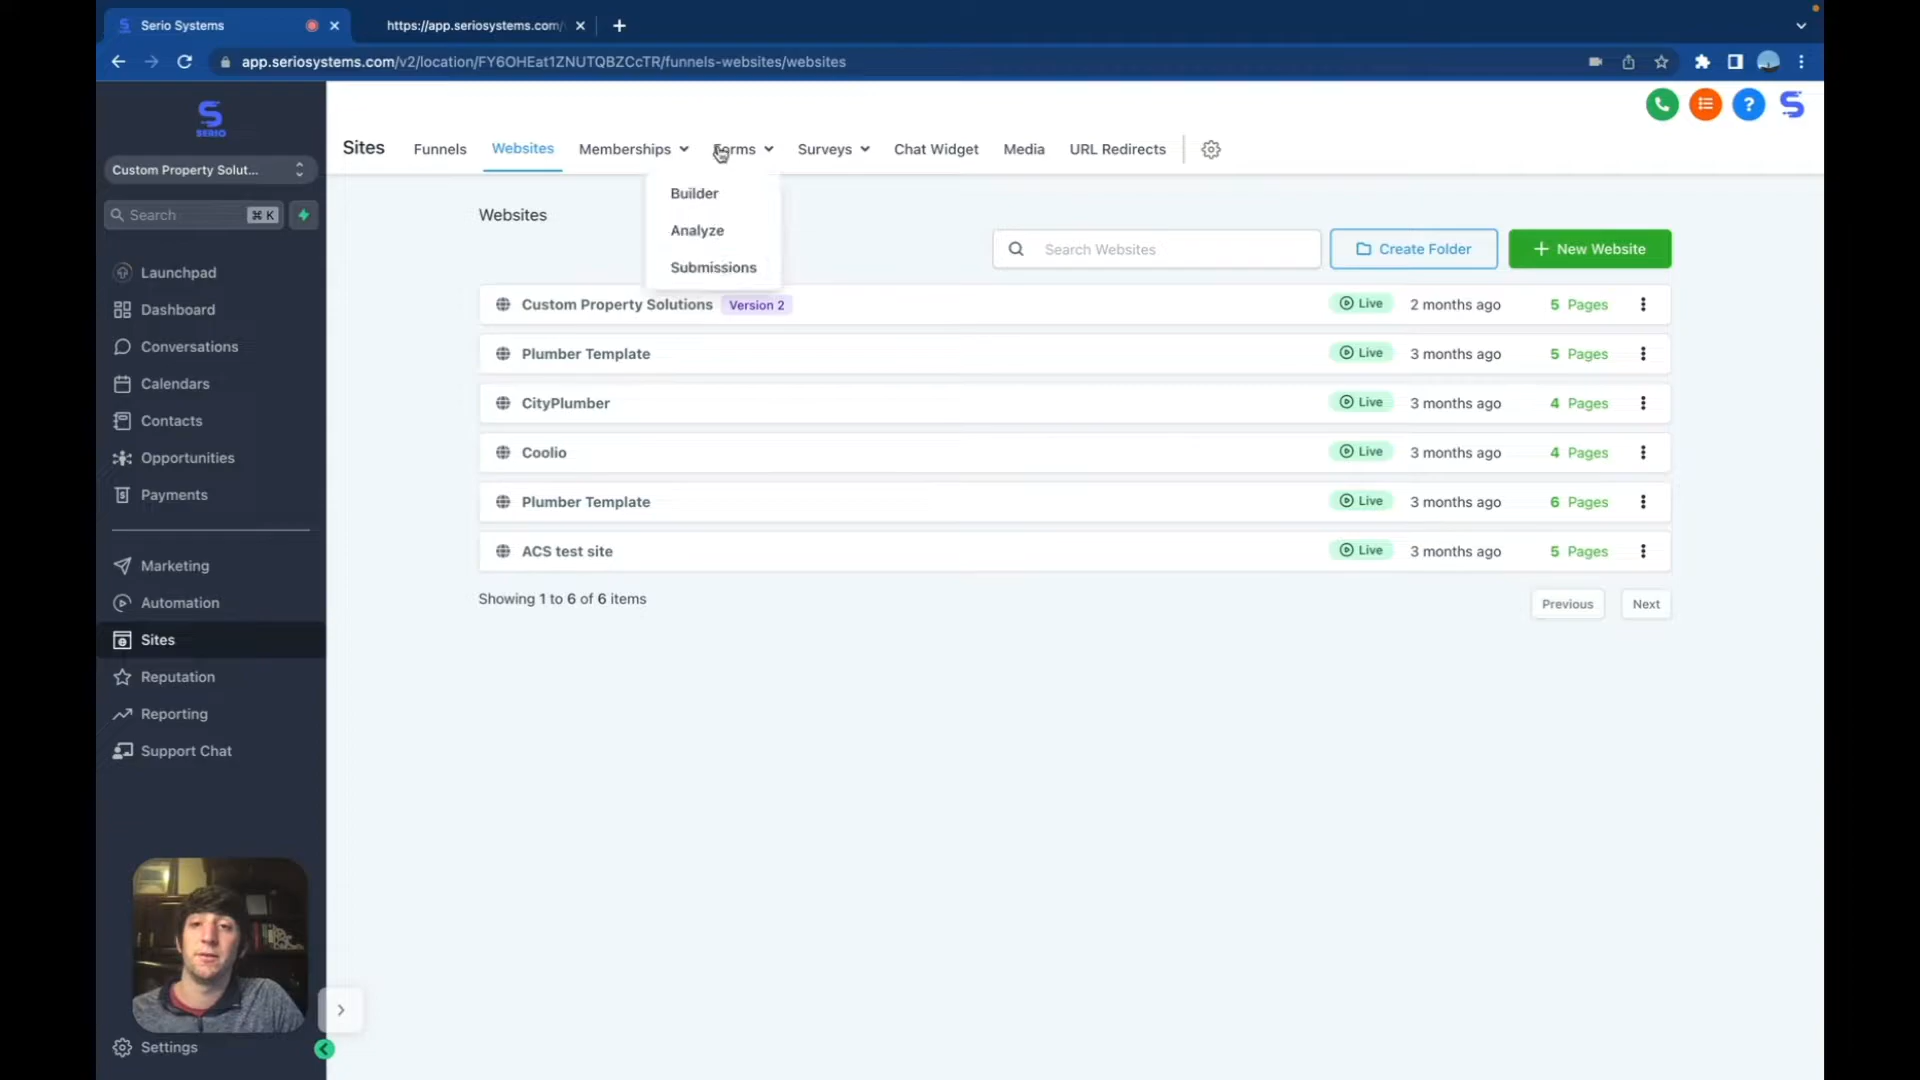 Serio Systems
https://app.seriosystems.com/
app.seriosystems.com/v2/location/FY6OHEat1ZNUTQBZCcTR/funnels-websites/websites
SERIO
Custom Property Solut...
Search ⌘ K
Launchpad
Dashboard
Conversations
Calendars
Contacts
Opportunities
Payments
Marketing
Automation
Sites
Reputation
Reporting
Support Chat
Settings
Sites Funnels Websites Memberships Forms Surveys Chat Widget Media URL Redirects
Builder
Analyze
Submissions
Websites
Search Websites Create Folder + New Website
Custom Property Solutions Version 2 Live 2 months ago 5 Pages
Plumber Template Live 3 months ago 5 Pages
CityPlumber Live 3 months ago 4 Pages
Coolio Live 3 months ago 4 Pages
Plumber Template Live 3 months ago 6 Pages
ACS test site Live 3 months ago 5 Pages
Showing 1 to 6 of 6 items Previous Next